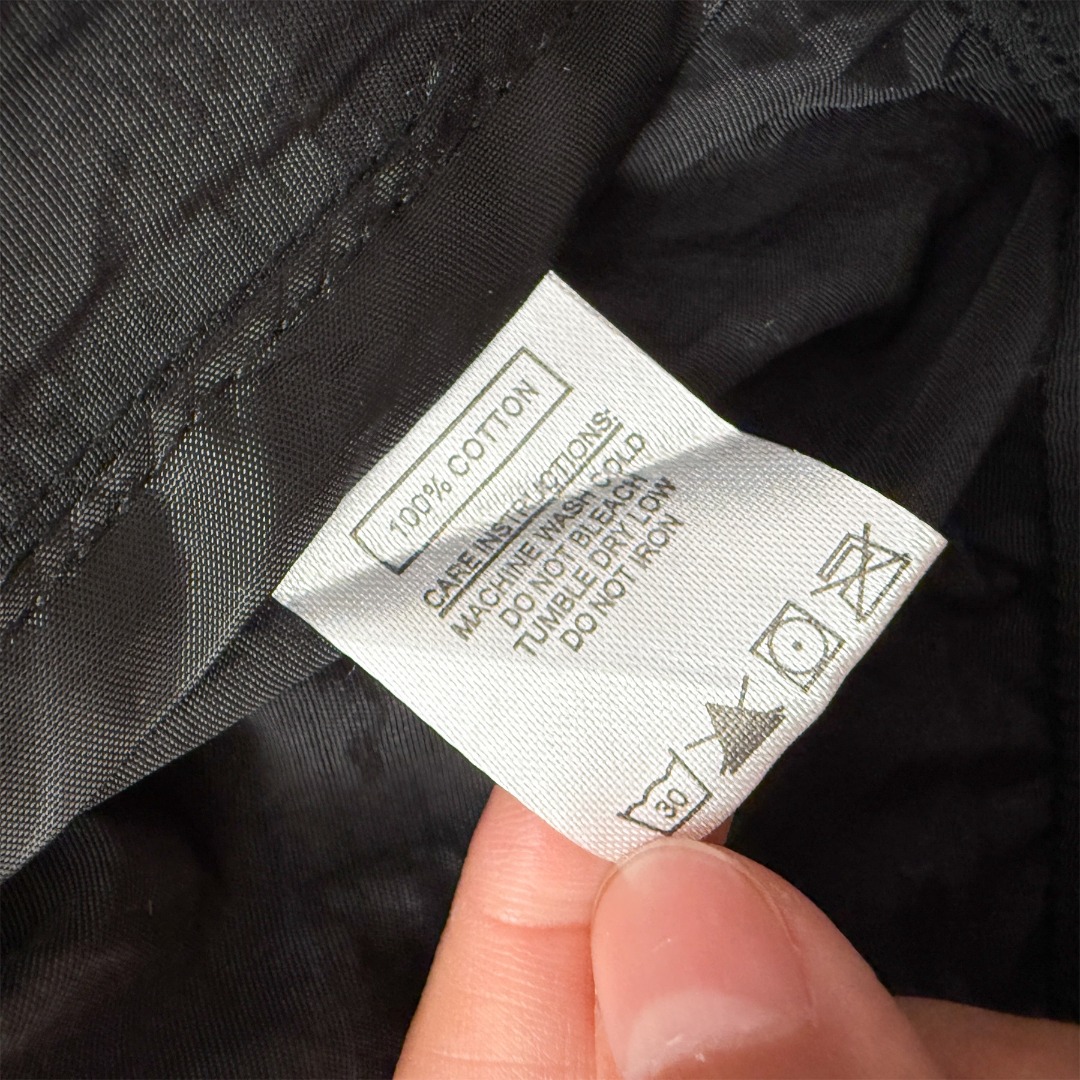 100% COTTON
CARE INSTRUCTIONS:
MACHINE WASH COLD
DO NOT BLEACH
TUMBLE DRY LOW
DO NOT IRON
30